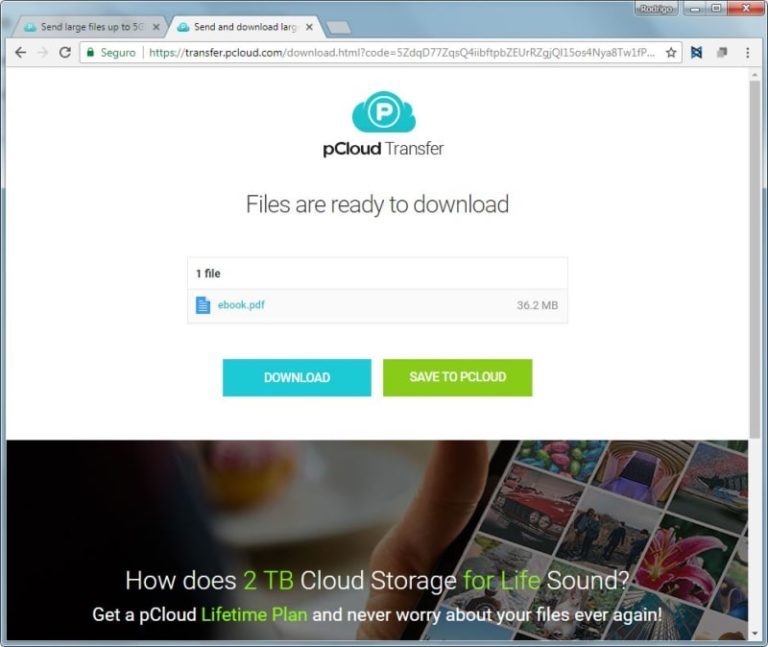 Rodrigo
Send large files up to 5G
Send and download larg
Seguro
https://transfer.pcloud.com/download.html?code=5ZdqD77ZqsQ4iibftpbZEUrRZgjQl15os4Nya8Tw1fP...
P
pCloud Transfer
Files are ready to download
1 file
ebook.pdf 36.2 MB
DOWNLOAD SAVE TO PCLOUD
How does 2 TB Cloud Storage for Life Sound?
Get a pCloud Lifetime Plan and never worry about your files ever again!